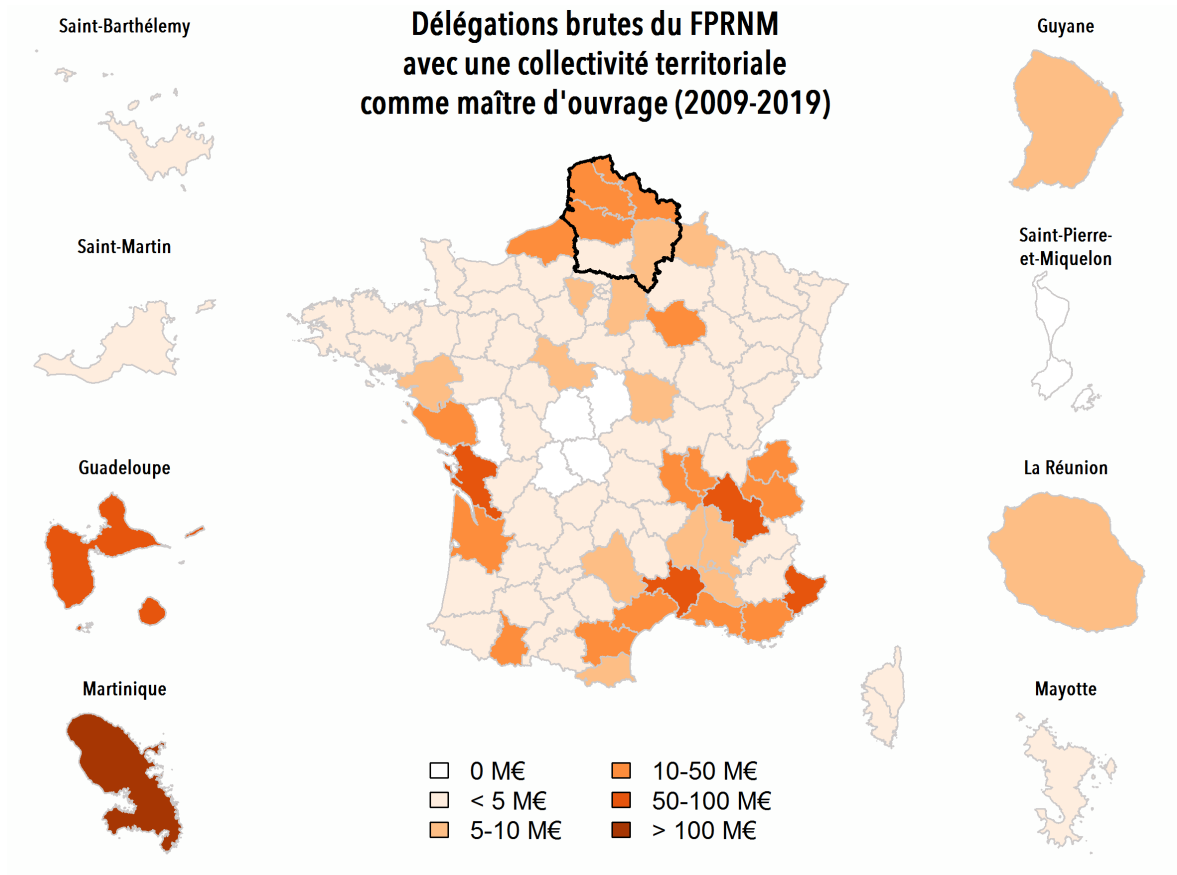 Délégations brutes du FPRNM
avec une collectivité territoriale
comme maître d'ouvrage (2009-2019)
Saint-Barthélemy
Saint-Martin
Guadeloupe
Martinique
Guyane
Saint-Pierre-
et-Miquelon
La Réunion
Mayotte
0 M€
< 5 M€
5-10 M€
10-50 M€
50-100 M€
> 100 M€